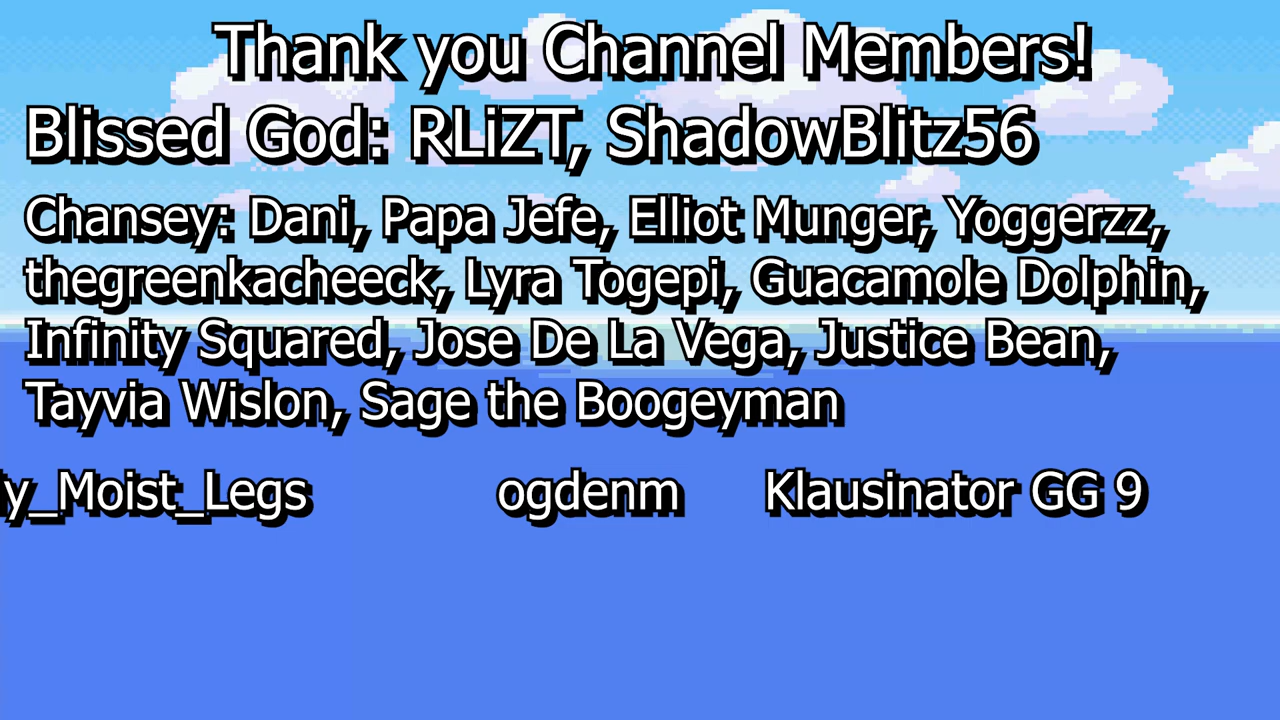 Thank you Channel Members!
Blissed God: RLiZT, ShadowBlitz56
Chansey: Dani, Papa Jefe, Elliot Munger, Yoggerzz,
thegreenkacheeck, Lyra Togepi, Guacamole Dolphin,
Infinity Squared, Jose De La Vega, Justice Bean,
Tayvia Wislon, Sage the Boogeyman
y_Moist_Legs ogdenm Klausinator GG 9